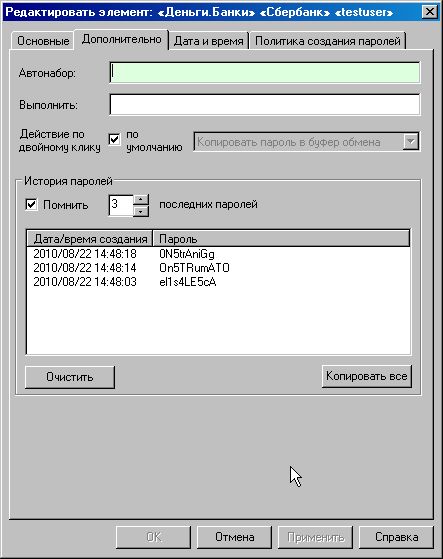 Редактировать элемент: «Деньги.Банки» «Сбербанк» «testuser»
Основные Дополнительно Дата и время Политика создания паролей
Автонабор:
Выполнить:
Действие по двойному клику по умолчанию Копировать пароль в буфер обмена
История паролей
Помнить 3 последних паролей
Дата/время создания Пароль
2010/08/22 14:48:18 0N5trAniGg
2010/08/22 14:48:14 On5TRumATO
2010/08/22 14:48:03 el1s4LE5cA
Очистить Копировать все
OK Отмена Применить Справка